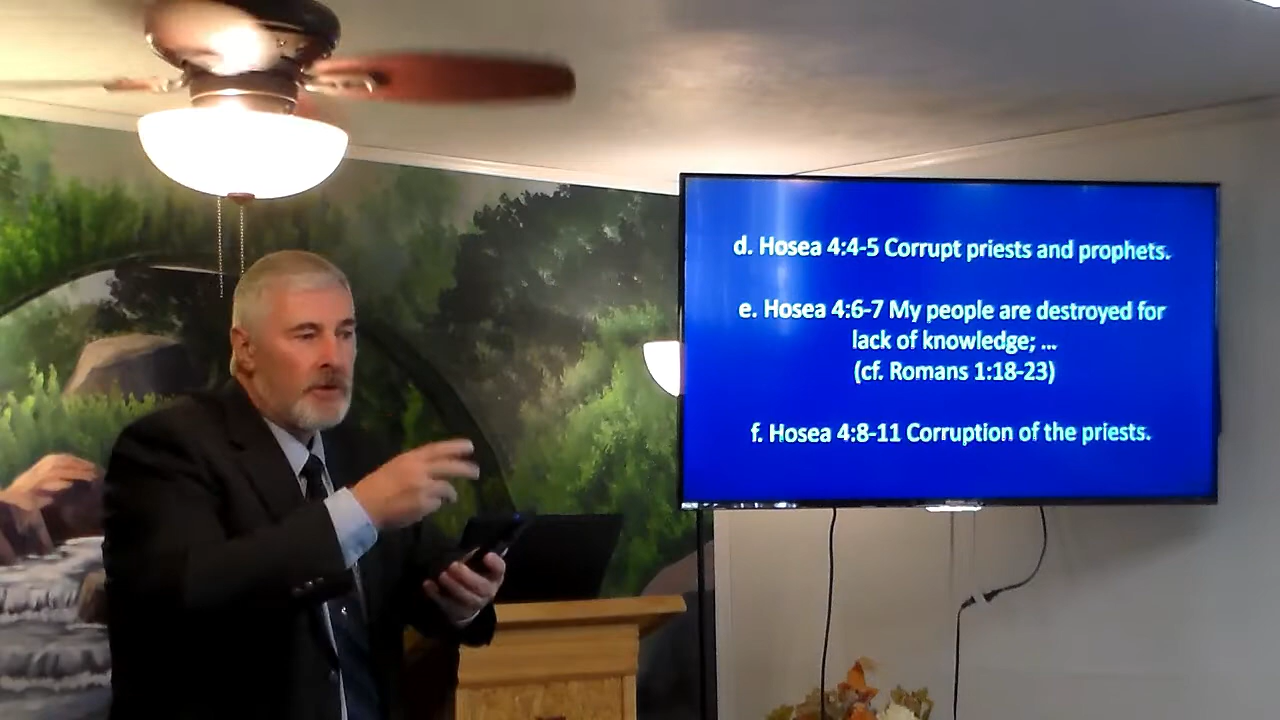 d. Hosea 4:4-5 Corrupt priests and prophets.
e. Hosea 4:6-7 My people are destroyed for
lack of knowledge; ...
(cf. Romans 1:18-23)
f. Hosea 4:8-11 Corruption of the priests.